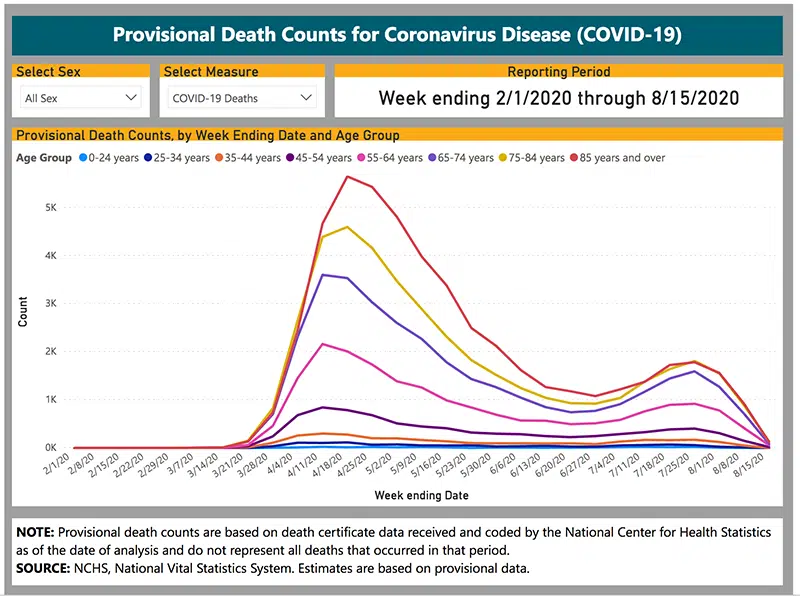 Provisional Death Counts for Coronavirus Disease (COVID-19)
Select Sex
All Sex
Select Measure
COVID-19 Deaths
Reporting Period
Week ending 2/1/2020 through 8/15/2020
Provisional Death Counts, by Week Ending Date and Age Group
Age Group 0-24 years 25-34 years 35-44 years 45-54 years 55-64 years 65-74 years 75-84 years 85 years and over
Count
5K
4K
3K
2K
1K
0K
2/1/20 2/8/20 2/15/20 2/22/20 2/29/20 3/7/20 3/14/20 3/21/20 3/28/20 4/4/20 4/11/20 4/18/20 4/25/20 5/2/20 5/9/20 5/16/20 5/23/20 5/30/20 6/6/20 6/13/20 6/20/20 6/27/20 7/4/20 7/11/20 7/18/20 7/25/20 8/1/20 8/8/20 8/15/20
Week ending Date
NOTE: Provisional death counts are based on death certificate data received and coded by the National Center for Health Statistics
as of the date of analysis and do not represent all deaths that occurred in that period.
SOURCE: NCHS, National Vital Statistics System. Estimates are based on provisional data.